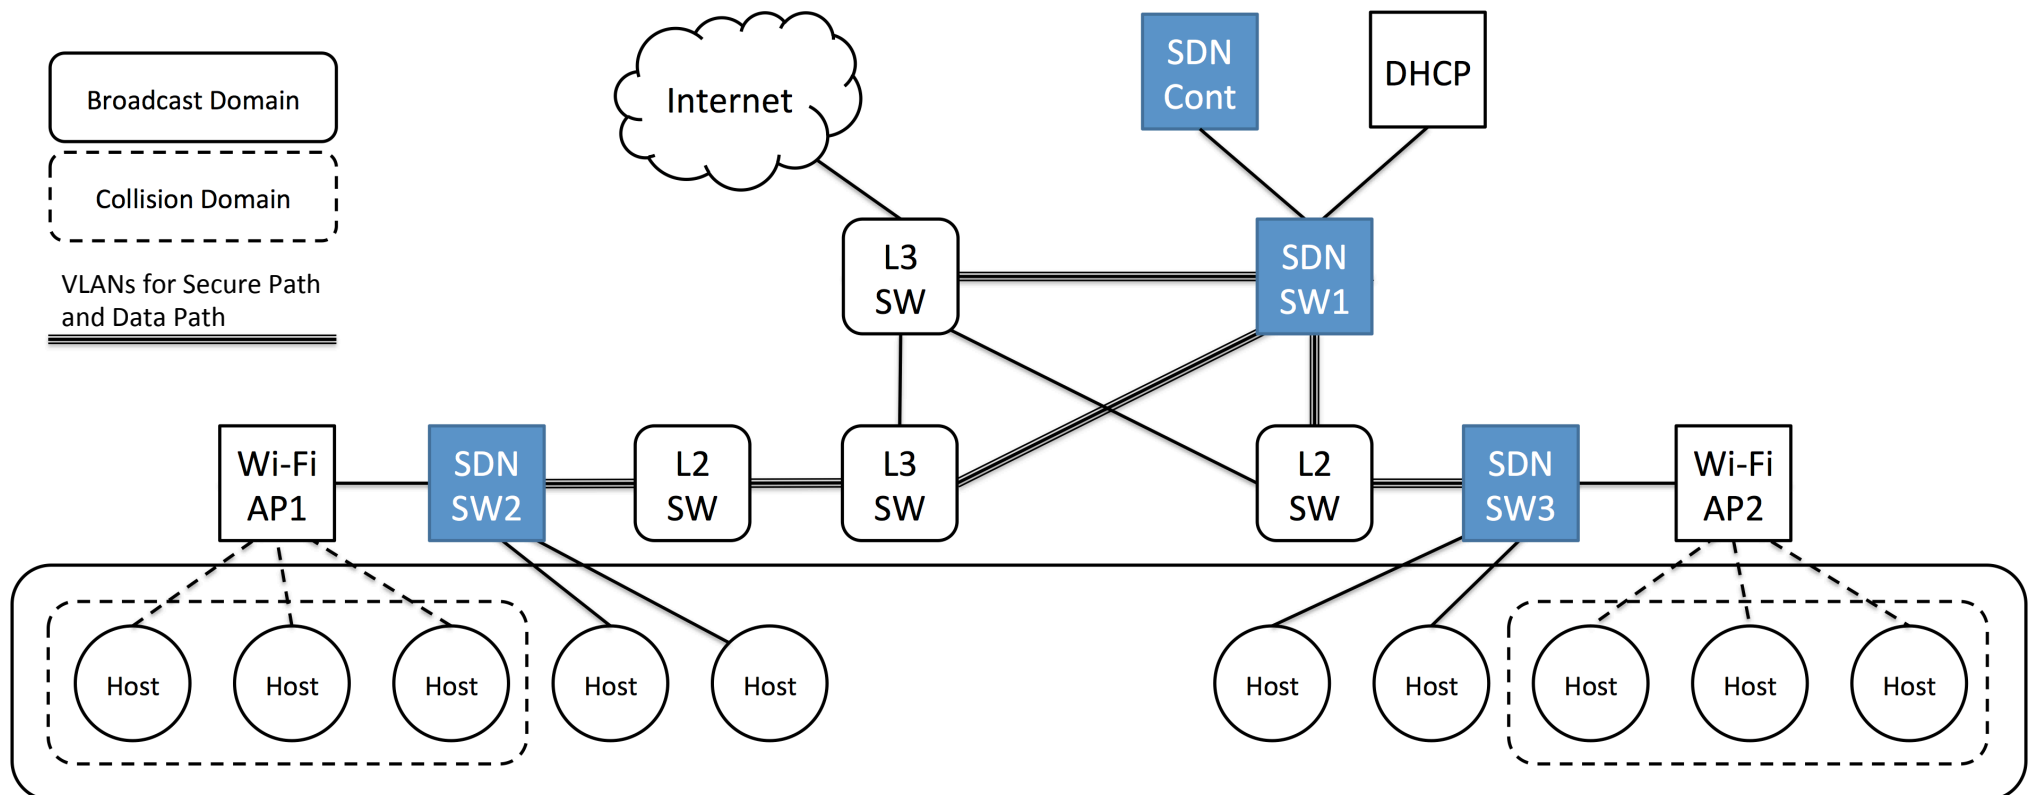 Broadcast Domain
Collision Domain
VLANs for Secure Path
and Data Path
Internet
SDN
Cont
DHCP
L3
SW
SDN
SW1
Wi-Fi
AP1
SDN
SW2
L2
SW
L3
SW
L2
SW
SDN
SW3
Wi-Fi
AP2
Host
Host
Host
Host
Host
Host
Host
Host
Host
Host